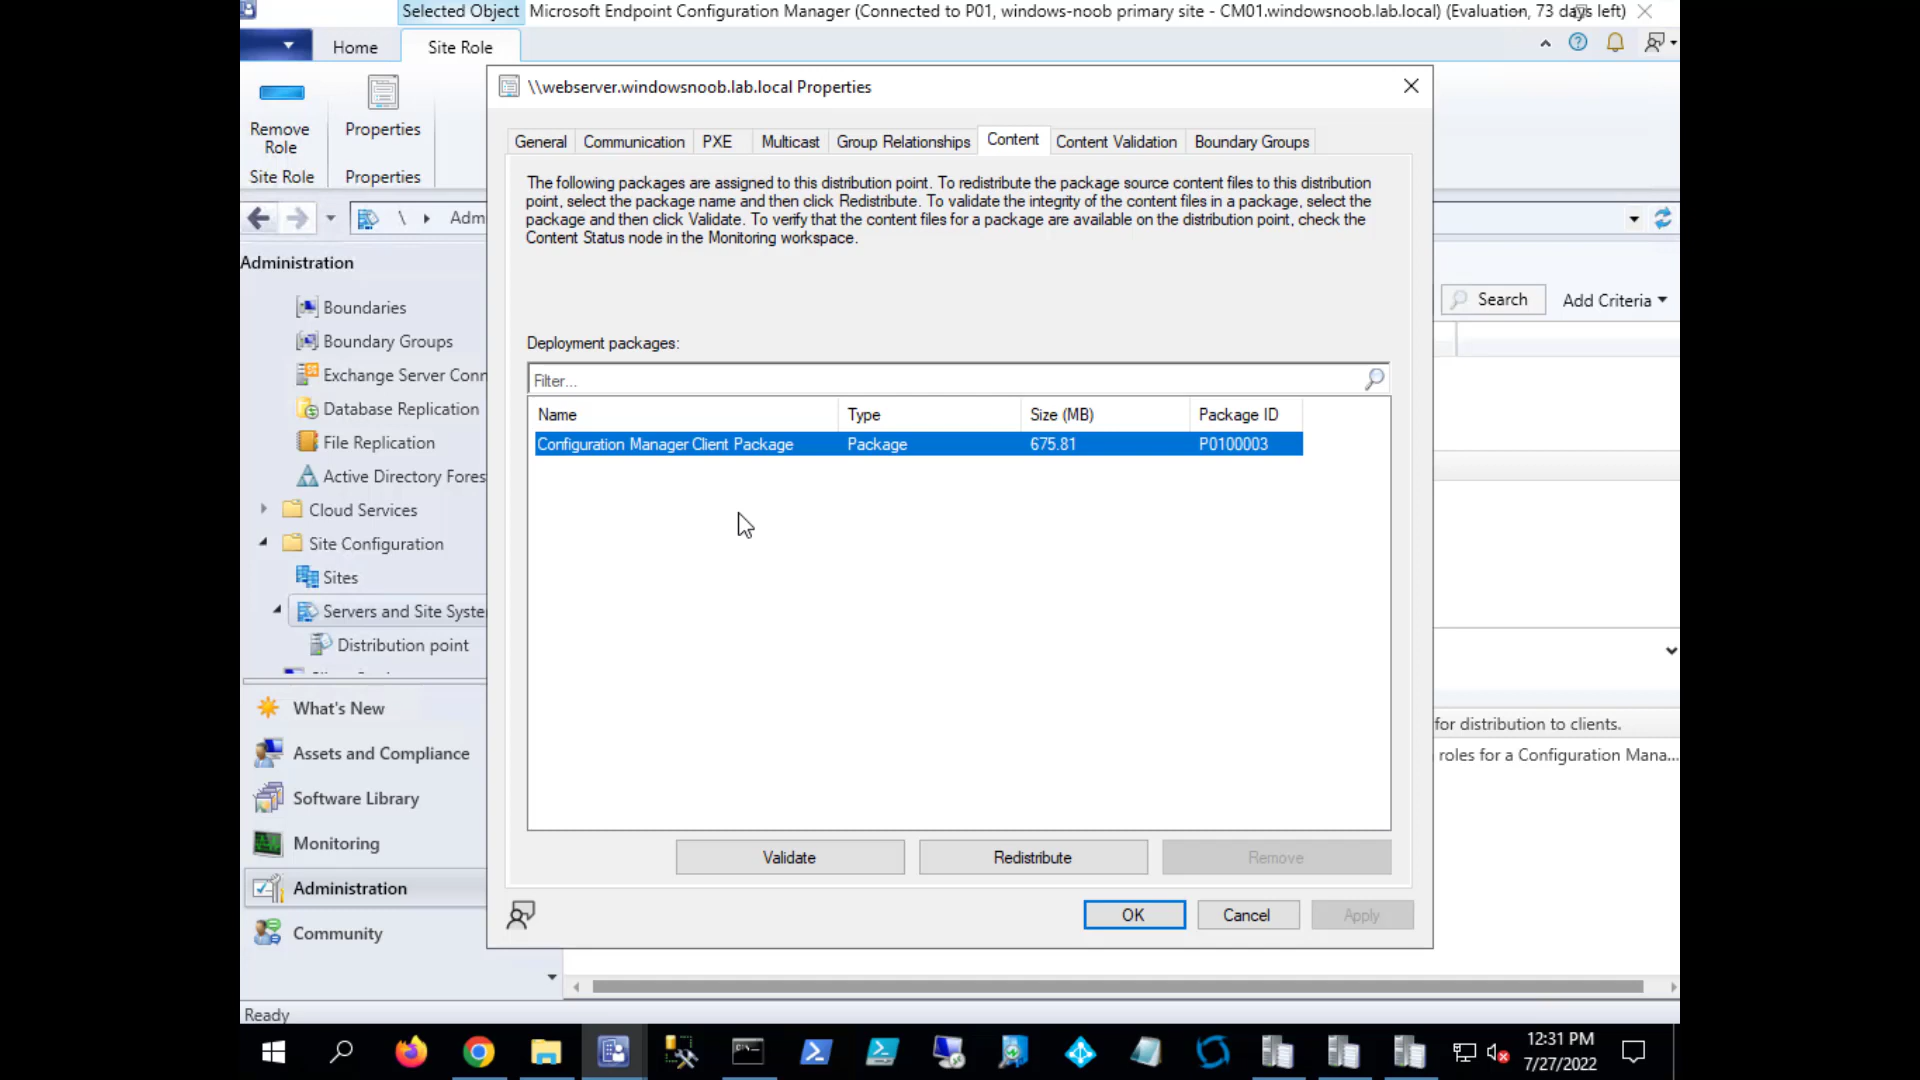 Selected Object
Microsoft Endpoint Configuration Manager (Connected to P01, windows-noob primary site - CM01.windowsnoob.lab.local) (Evaluation, 73 days left)
Home
Site Role
Remove
Role
Properties
Site Role
Properties
\ Adm
\\webserver.windowsnoob.lab.local Properties
General
Communication
PXE
Multicast
Group Relationships
Content
Content Validation
Boundary Groups
The following packages are assigned to this distribution point. To redistribute the package source content files to this distribution
point, select the package name and then click Redistribute. To validate the integrity of the content files in a package, select the
package and then click Validate. To verify that the content files for a package are available on the distribution point, check the
Content Status node in the Monitoring workspace.
Deployment packages:
Filter...
Name Type Size (MB) Package ID
Configuration Manager Client Package Package 675.81 P0100003
Validate
Redistribute
Remove
OK
Cancel
Apply
Administration
Boundaries
Boundary Groups
Exchange Server Conn
Database Replication
File Replication
Active Directory Fores
Cloud Services
Site Configuration
Sites
Servers and Site Syste
Distribution point
What's New
Assets and Compliance
Software Library
Monitoring
Administration
Community
Search
Add Criteria
for distribution to clients.
roles for a Configuration Mana...
Ready
12:31 PM
7/27/2022